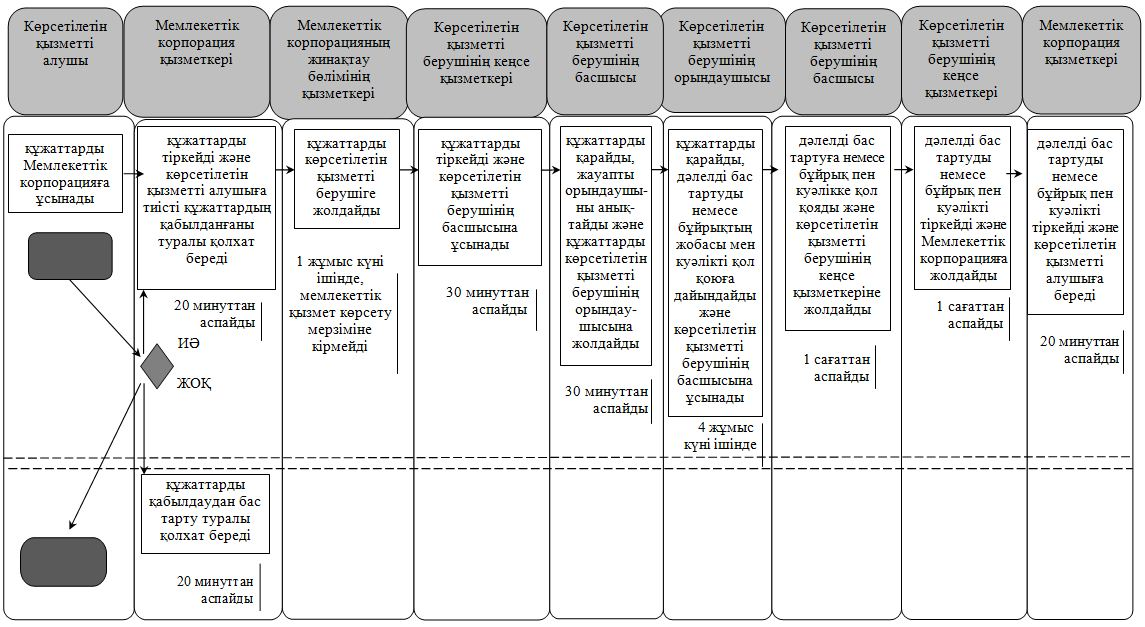 Көрсетілетін
қызметті
алушы
Мемлекеттік
корпорация
қызметкері
Мемлекеттік
корпорацияның
жинақтау
бөлімінің
қызметкері
Көрсетілетін
қызметті
берушінің кеңсе
қызметкері
Көрсетілетін
қызметті
берушінің
басшысы
Көрсетілетін
қызметті
берушінің
орындаушысы
Көрсетілетін
қызметті
берушінің
басшысы
Көрсетілетін
қызметті
берушінің
кеңсе
қызметкері
Мемлекеттік
корпорация
қызметкері
құжаттарды
Мемлекеттік
корпорацияға
ұсынады
құжаттарды
тіркейді және
көрсетілетін
қызметті алушыға
тиісті құжаттардың
қабылданғаны
туралы қолхат
береді
20 минуттан
аспайды
ИӘ
ЖОҚ
құжаттарды
қабылдаудан бас
тарту туралы
қолхат береді
20 минуттан
аспайды
құжаттарды
көрсетілетін
қызметті
берушіге
жолдайды
1 жұмыс күні
ішінде,
мемлекеттік
қызмет көрсету
мерзіміне
кірмейді
құжаттарды
тіркейді және
көрсетілетін
қызметті
берушінің
басшысына
ұсынады
30 минуттан
аспайды
құжаттарды
қарайды,
жауапты
орындаушы-
ны анық-
тайды және
құжаттарды
көрсетілетін
қызметті
берушінің
орындау-
шысына
жолдайды
30 минуттан
аспайды
құжаттарды
қарайды,
дәлелді бас
тартуды
немесе
бұйрықтың
жобасы мен
куәлікті қол
қоюға
дайындайды
және
көрсетілетін
қызметті
берушінің
басшысына
ұсынады
4 жұмыс
күні ішінде
дәлелді бас
тартуға немесе
бұйрық пен
куәлікке қол
қояды және
көрсетілетін
қызметті
берушінің
кеңсе
қызметкеріне
жолдайды
1 сағаттан
аспайды
дәлелді бас
тартуды
немесе
бұйрық пен
куәлікті
тіркейді және
Мемлекеттік
корпорацияға
жолдайды
1 сағаттан
аспайды
дәлелді бас
тартуды
немесе
бұйрық пен
куәлікті
тіркейді және
көрсетілетін
қызметті
алушыға
береді
20 минуттан
аспайды